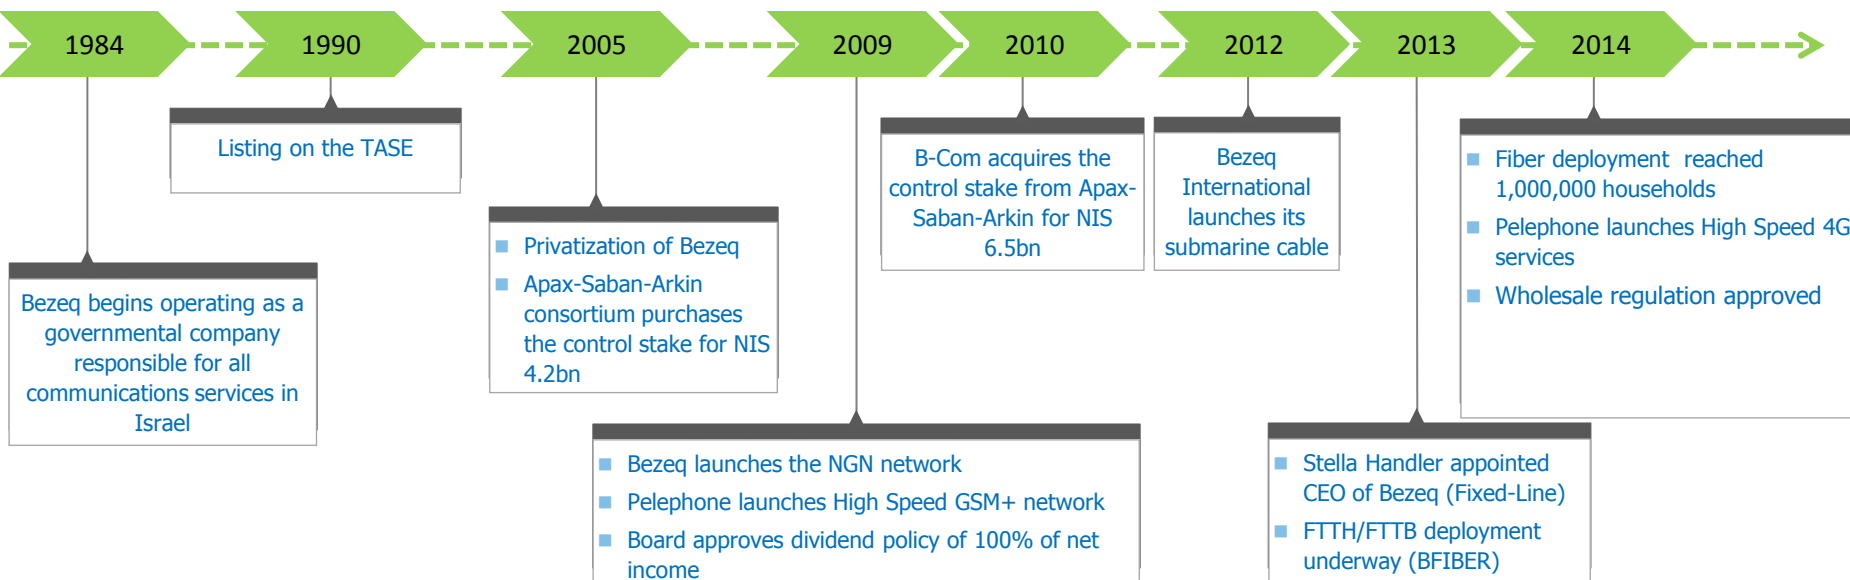 1984
1990
2005
2009
2010
2012
2013
2014
Bezeq begins operating as a
governmental company
responsible for all
communications services in
Israel
Listing on the TASE
Privatization of Bezeq
Apax-Saban-Arkin
consortium purchases
the control stake for NIS
4.2bn
Bezeq launches the NGN network
Pelephone launches High Speed GSM+ network
Board approves dividend policy of 100% of net
income
B-Com acquires the
control stake from Apax-
Saban-Arkin for NIS
6.5bn
Bezeq
International
launches its
submarine cable
Stella Handler appointed
CEO of Bezeq (Fixed-Line)
FTTH/FTTB deployment
underway (BFIBER)
Fiber deployment reached
1,000,000 households
Pelephone launches High Speed 4G
services
Wholesale regulation approved